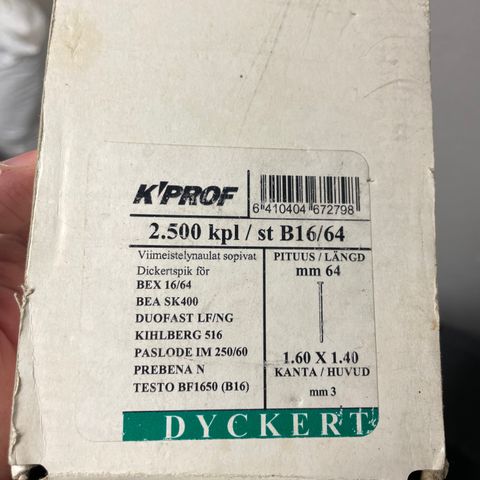 K'PROF
6 410404 672798
2.500 kpl / st B16/64
Viimeistelynaulat sopivat
Dickertspik för
BEX 16/64
BEA SK400
DUOFAST LF/NG
KIHLBERG 516
PASLODE IM 250/60
PREBENA N
TESTO BF1650 (B16)
PITUUS / LÄNGD
mm 64
1.60 X 1.40
KANTA / HUVUD
mm 3
DYCKERT